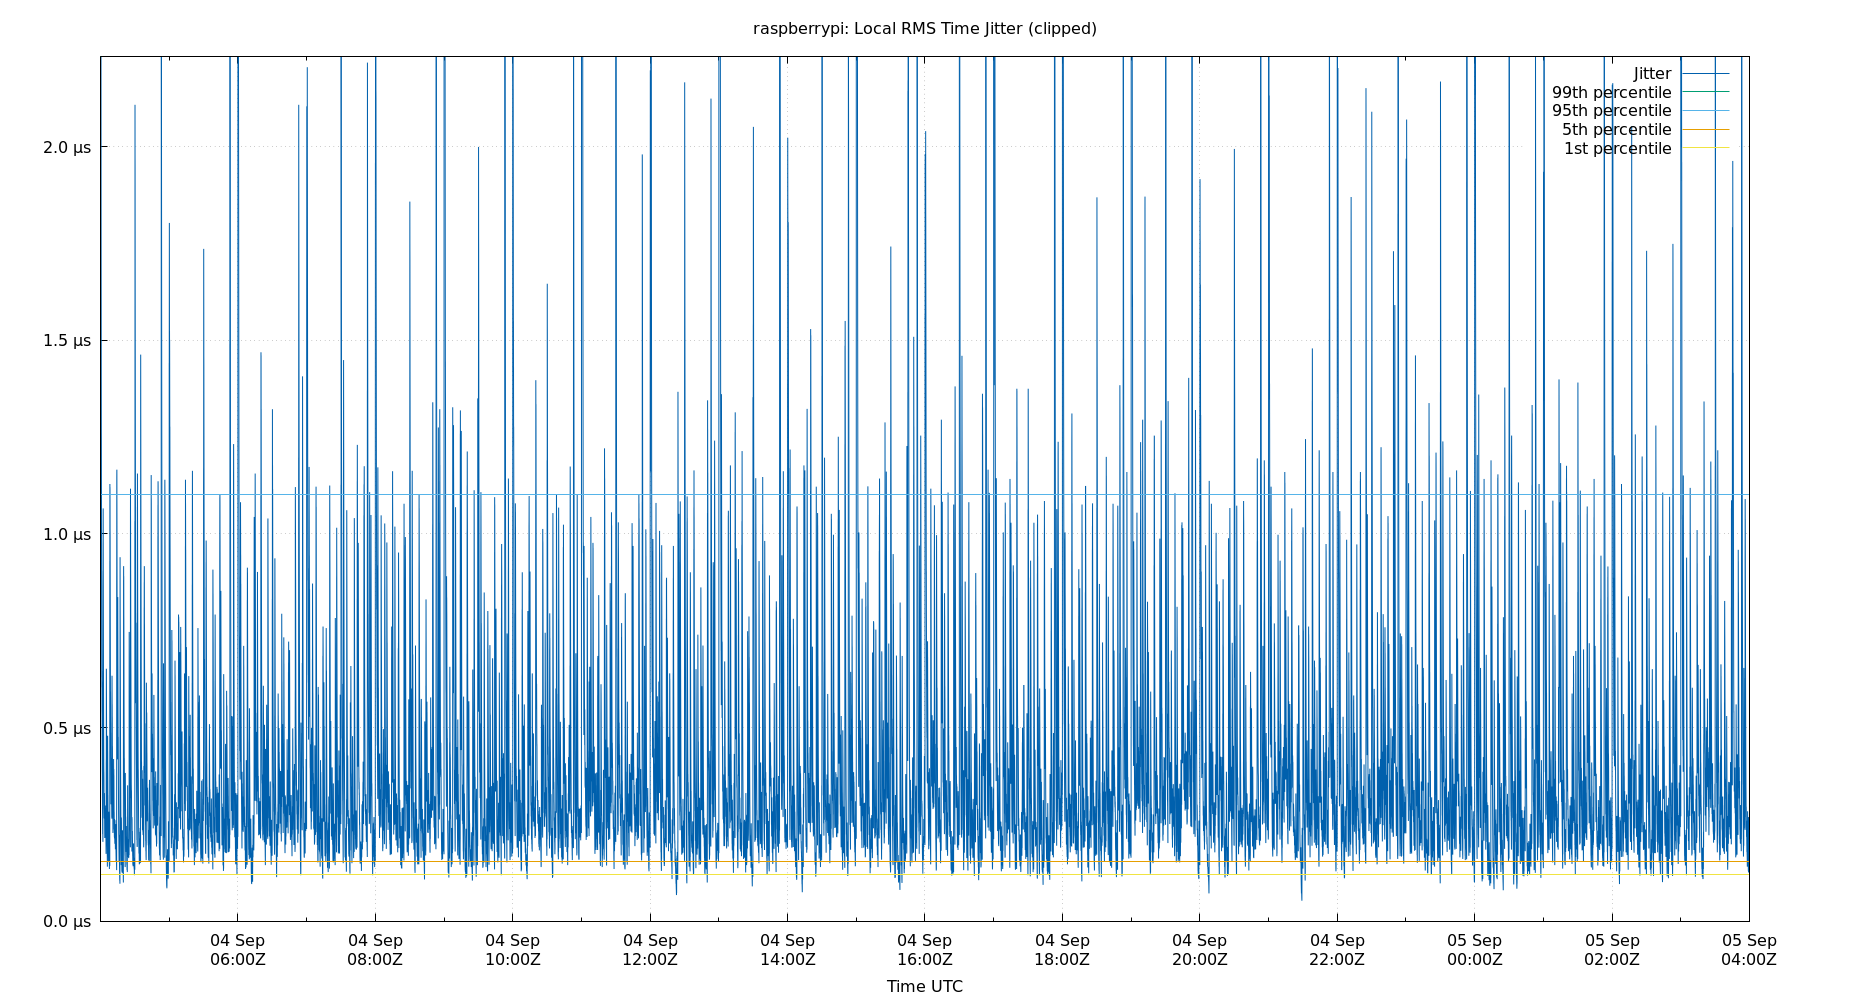 raspberrypi: Local RMS Time Jitter (clipped)
Jitter
99th percentile
95th percentile
5th percentile
1st percentile
2.0 μs
1.5 μs
1.0 μs
0.5 μs
0.0 μs
04 Sep
06:00Z
04 Sep
08:00Z
04 Sep
10:00Z
04 Sep
12:00Z
04 Sep
14:00Z
04 Sep
16:00Z
04 Sep
18:00Z
04 Sep
20:00Z
04 Sep
22:00Z
05 Sep
00:00Z
05 Sep
02:00Z
05 Sep
04:00Z
Time UTC